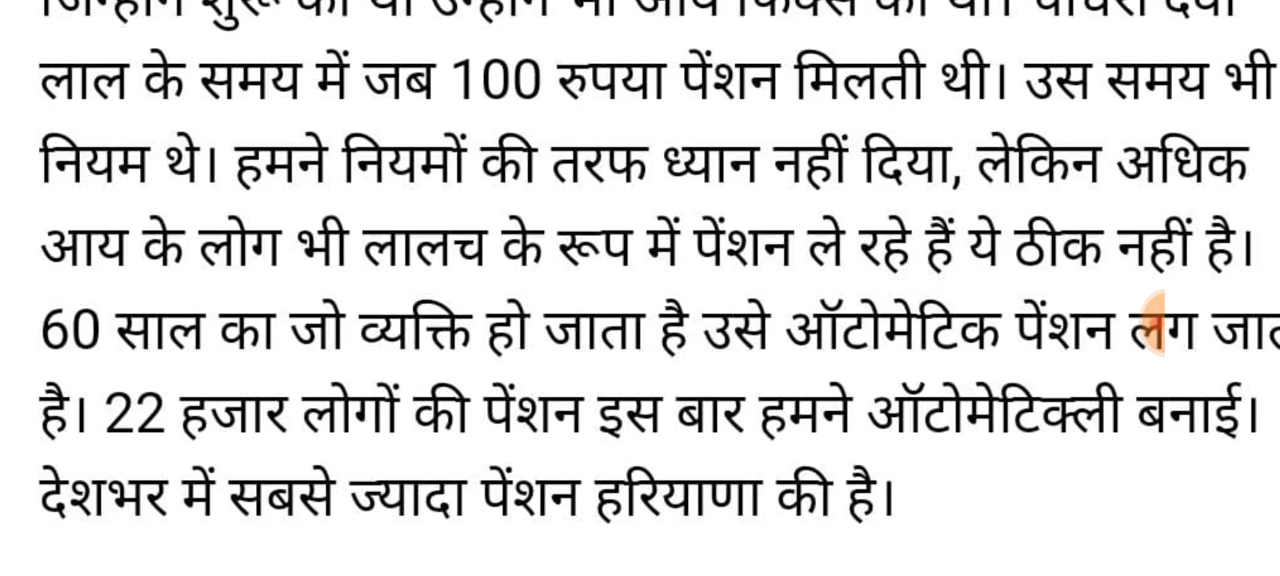 लाल के समय में जब 100 रुपया पेंशन मिलती थी। उस समय भी
नियम थे। हमने नियमों की तरफ ध्यान नहीं दिया, लेकिन अधिक
आय के लोग भी लालच के रूप में पेंशन ले रहे हैं ये ठीक नहीं है।
60 साल का जो व्यक्ति हो जाता है उसे ऑटोमेटिक पेंशन लग
है। 22 हजार लोगों की पेंशन इस बार हमने ऑटोमेटिक्ली बनाई।
देशभर में सबसे ज्यादा पेंशन हरियाणा की है।